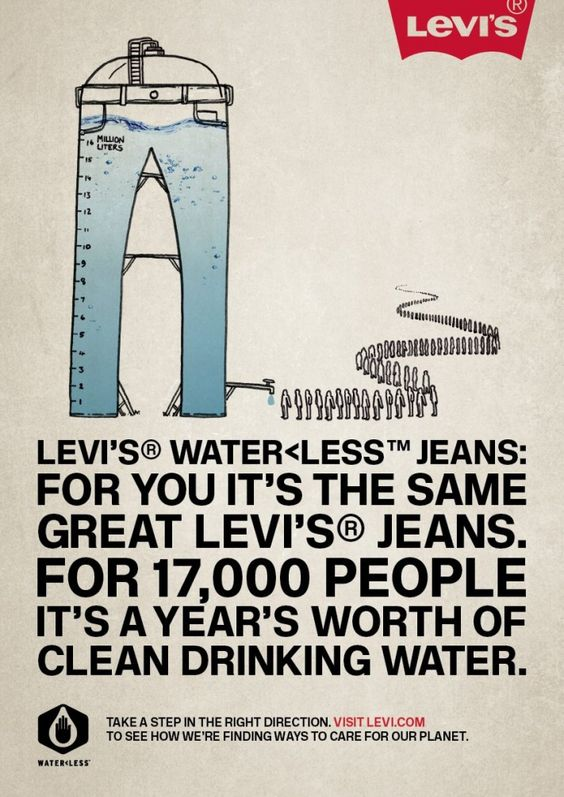 LEVI'S®
16 MILLION
LITERS
15
14
13
12
11
10
9
8
7
6
5
4
3
2
1
LEVI'S® WATER<LESS™ JEANS:
FOR YOU IT'S THE SAME
GREAT LEVI'S® JEANS.
FOR 17,000 PEOPLE
IT'S A YEAR'S WORTH OF
CLEAN DRINKING WATER.
TAKE A STEP IN THE RIGHT DIRECTION. VISIT LEVI.COM
TO SEE HOW WE'RE FINDING WAYS TO CARE FOR OUR PLANET.
WATER<LESS™